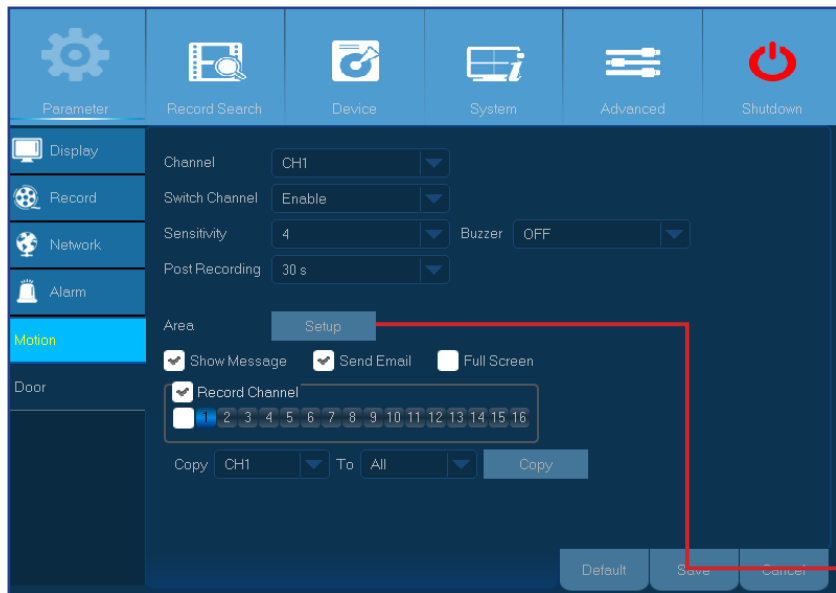 Parameter Record Search Device System Advanced Shutdown
Display
Record
Network
Alarm
Motion
Door
Channel CH1
Switch Channel Enable
Sensitivity 4 Buzzer OFF
Post Recording 30 s
Area Setup
Show Message Send Email Full Screen
Record Channel
1 2 3 4 5 6 7 8 9 10 11 12 13 14 15 16
Copy CH1 To All Copy
Default Save Cancel